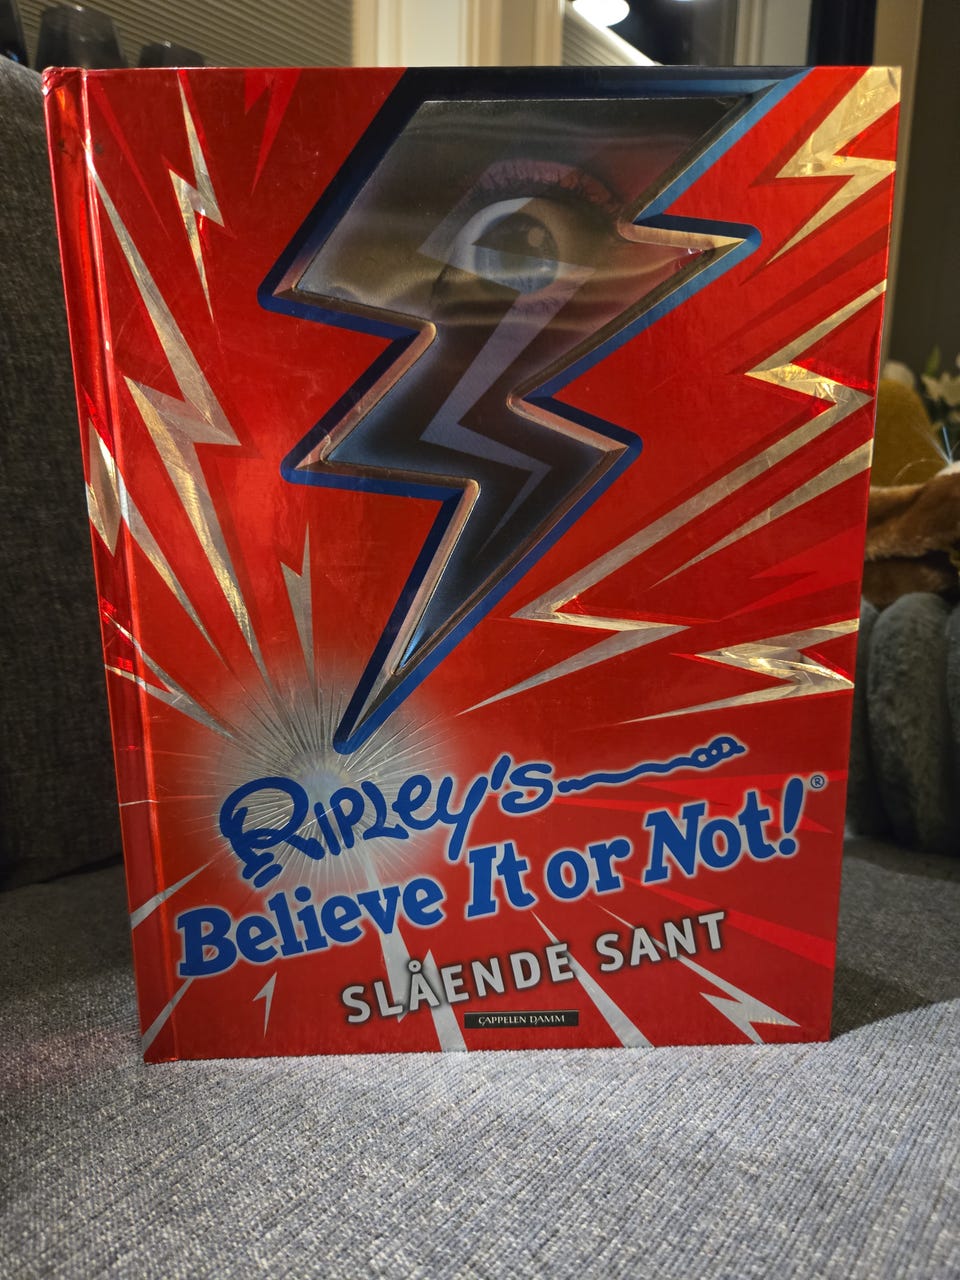 RIPLEY'S
Believe It or Not!®
SLÅENDE SANT
CAPPELEN DAMM